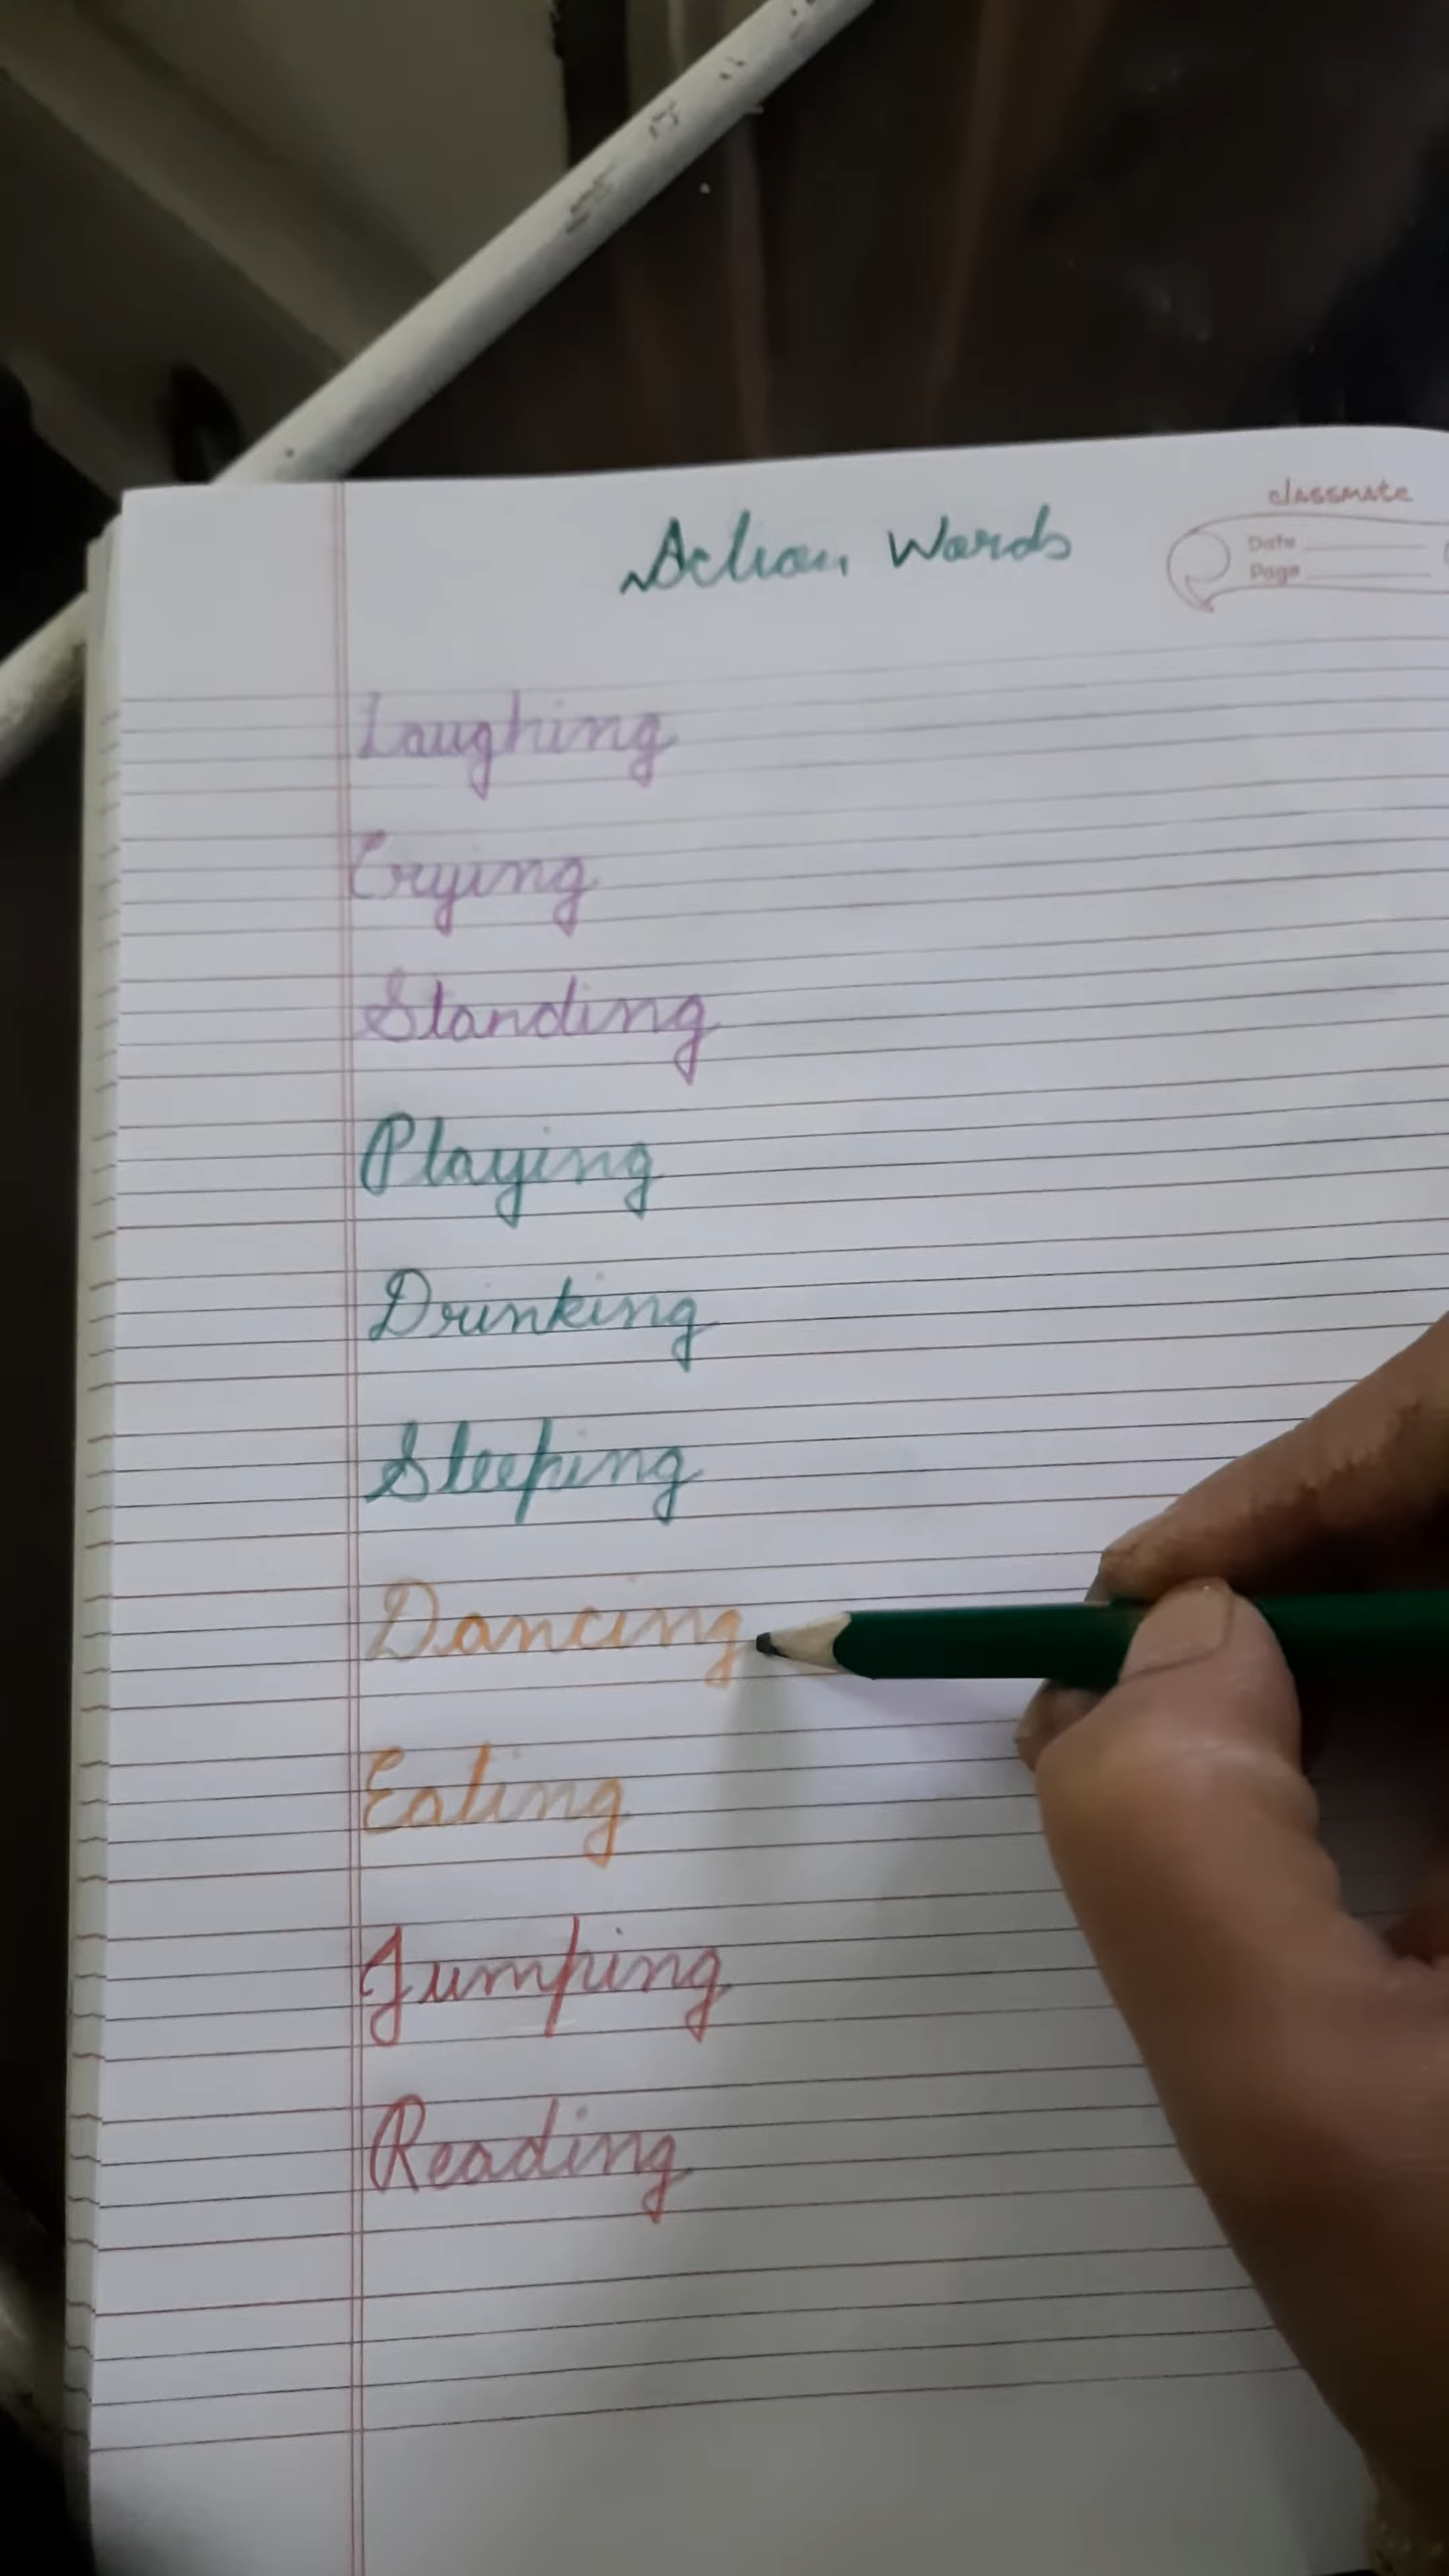 classmate
Action Words
Date
Page
Laughing
Crying
Standing
Playing
Drinking
Sleeping
Dancing
Eating
Jumping
Reading